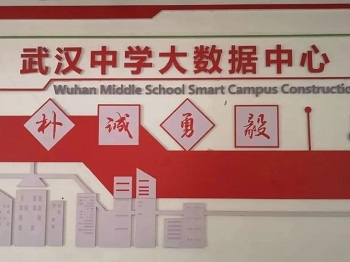 武汉中学大数据中心
Wuhan Middle School Smart Campus Constructio
朴 诚 勇 毅